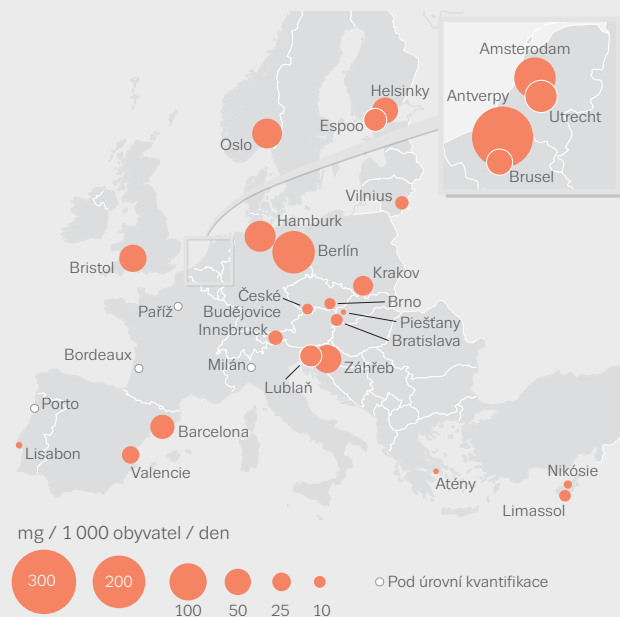 Amsterodam
Helsinky
Antverpy
Espoo
Utrecht
Oslo
Brusel
Vilnius
Hamburk
Berlín
Bristol
Krakov
České
Budějovice
Brno
Paříž
Piešťany
Innsbruck
Bratislava
Bordeaux
Milán
Záhřeb
Lublaň
Porto
Barcelona
Lisabon
Valencie
Nikósie
Atény
Limassol
mg / 1 000 obyvatel / den
300
200
100
50
25
10
Pod úrovní kvantifikace